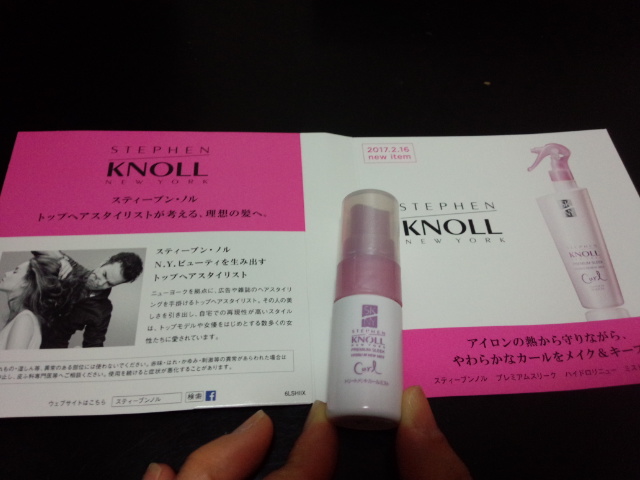 STEPHEN
KNOLL
NEW YORK
スティーブン・ノル
トップヘアスタイリストが考える、理想の髪へ。
スティーブン・ノル
N.Y.ビューティを生み出す
トップヘアスタイリスト
ニューヨークを拠点に、広告や雑誌のヘアスタイリ
ングを手掛けるトップヘアスタイリスト。その人の美
しさを引き出し、自宅での再現性が高いスタイル
は、トップモデルや女優をはじめとする数多くの女
性たちに愛されています。
ウェブサイトはこちら
スティーブンノル
検索
6LSHIX
2017.2.16
new item
STEPHEN
KNOLL
NEW YORK
STEPHEN
KNOLL
Curl
アイロンの熱から守りながら、
やわらかなカールをメイク&キープ
スティーブンノル プレミアムスリーク ハイドロリニュー ミス
STEPHEN
KNOLL
NEW YORK
PREMIUM SLEEK
Curl